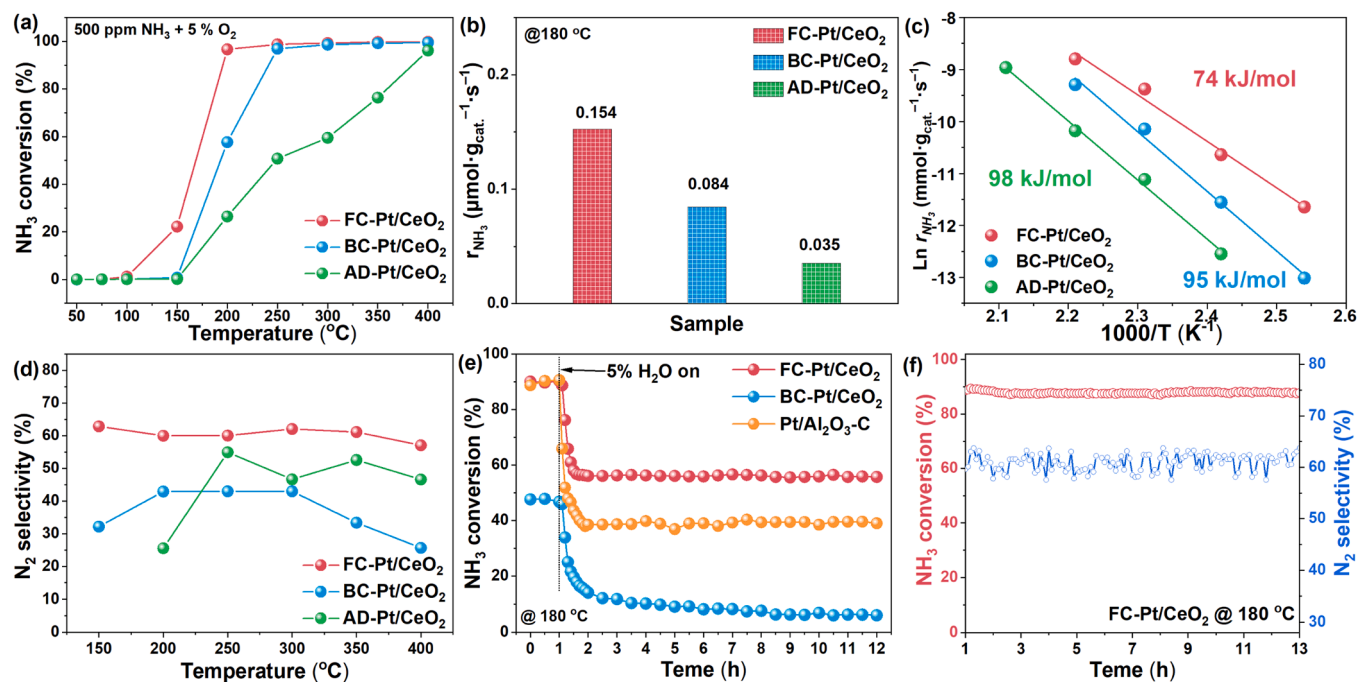 (a)
500 ppm NH₃ + 5 % O₂
NH₃ conversion (%)
100
80
60
40
20
0
FC-Pt/CeO₂
BC-Pt/CeO₂
AD-Pt/CeO₂
50 100 150 200 250 300 350 400
Temperature (°C)
(b)
@180 °C
FC-Pt/CeO₂
BC-Pt/CeO₂
AD-Pt/CeO₂
r_NH₃ (μmol·g_cat.⁻¹·s⁻¹)
0.2
0.1
0.0
0.154
0.084
0.035
Sample
(c)
Ln r_NH₃ (mmol·g_cat.⁻¹·s⁻¹)
-8
-9
-10
-11
-12
-13
74 kJ/mol
98 kJ/mol
95 kJ/mol
FC-Pt/CeO₂
BC-Pt/CeO₂
AD-Pt/CeO₂
2.1 2.2 2.3 2.4 2.5 2.6
1000/T (K⁻¹)
(d)
N₂ selectivity (%)
80
70
60
50
40
30
20
10
0
FC-Pt/CeO₂
BC-Pt/CeO₂
AD-Pt/CeO₂
150 200 250 300 350 400
Temperature (°C)
(e)
5% H₂O on
FC-Pt/CeO₂
BC-Pt/CeO₂
Pt/Al₂O₃-C
NH₃ conversion (%)
100
90
80
70
60
50
40
30
20
10
0
@ 180 °C
0 1 2 3 4 5 6 7 8 9 10 11 12
Teme (h)
(f)
NH₃ conversion (%)
100
80
60
40
20
0
N₂ selectivity (%)
80
70
60
50
40
30
FC-Pt/CeO₂ @ 180 °C
1 3 5 7 9 11 13
Teme (h)